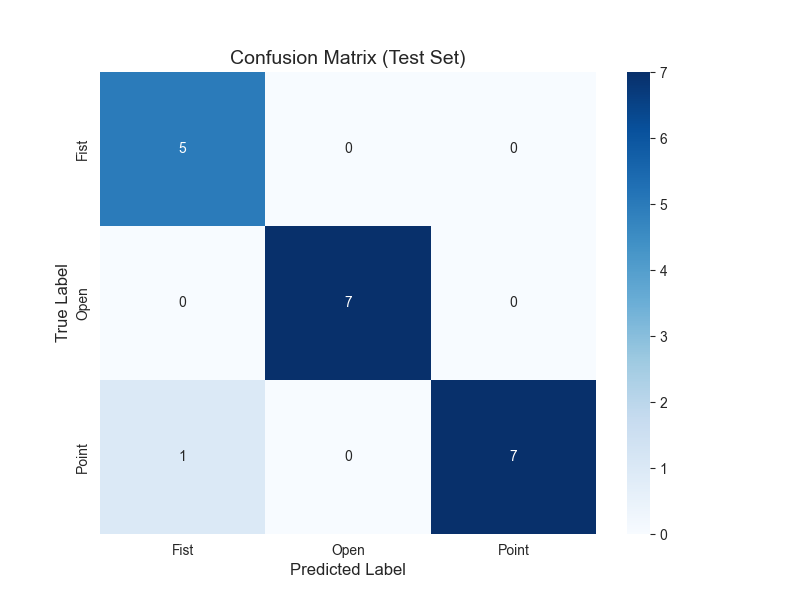 Confusion Matrix (Test Set)
True Label
Fist
5 0 0
Open
0 7 0
Point
1 0 7
Fist Open Point
Predicted Label
7
6
5
4
3
2
1
0